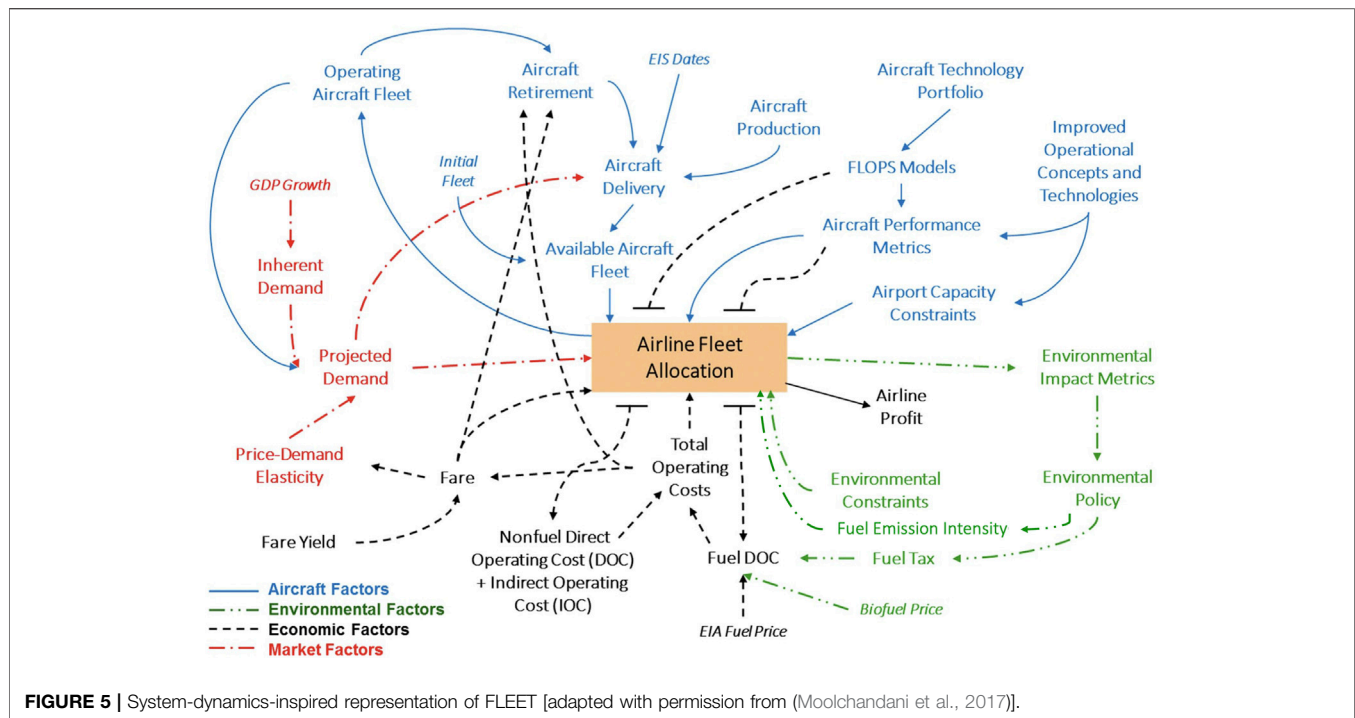 Operating
Aircraft Fleet
Aircraft
Retirement
EIS Dates
Aircraft Technology
Portfolio
Aircraft
Production
Improved
Operational
Concepts and
Technologies
Initial
Fleet
Aircraft
Delivery
FLOPS Models
GDP Growth
Aircraft Performance
Metrics
Available Aircraft
Fleet
Inherent
Demand
Airport Capacity
Constraints
Airline Fleet
Allocation
Projected
Demand
Environmental
Impact Metrics
Airline
Profit
Price-Demand
Elasticity
Fare
Total
Operating
Costs
Environmental
Constraints
Environmental
Policy
Fuel Emission Intensity
Fare Yield
Nonfuel Direct
Operating Cost (DOC)
+ Indirect Operating
Cost (IOC)
Fuel DOC
Fuel Tax
Biofuel Price
EIA Fuel Price
Aircraft Factors
Environmental Factors
Economic Factors
Market Factors
FIGURE 5 | System-dynamics-inspired representation of FLEET [adapted with permission from (Moolchandani et al., 2017)].